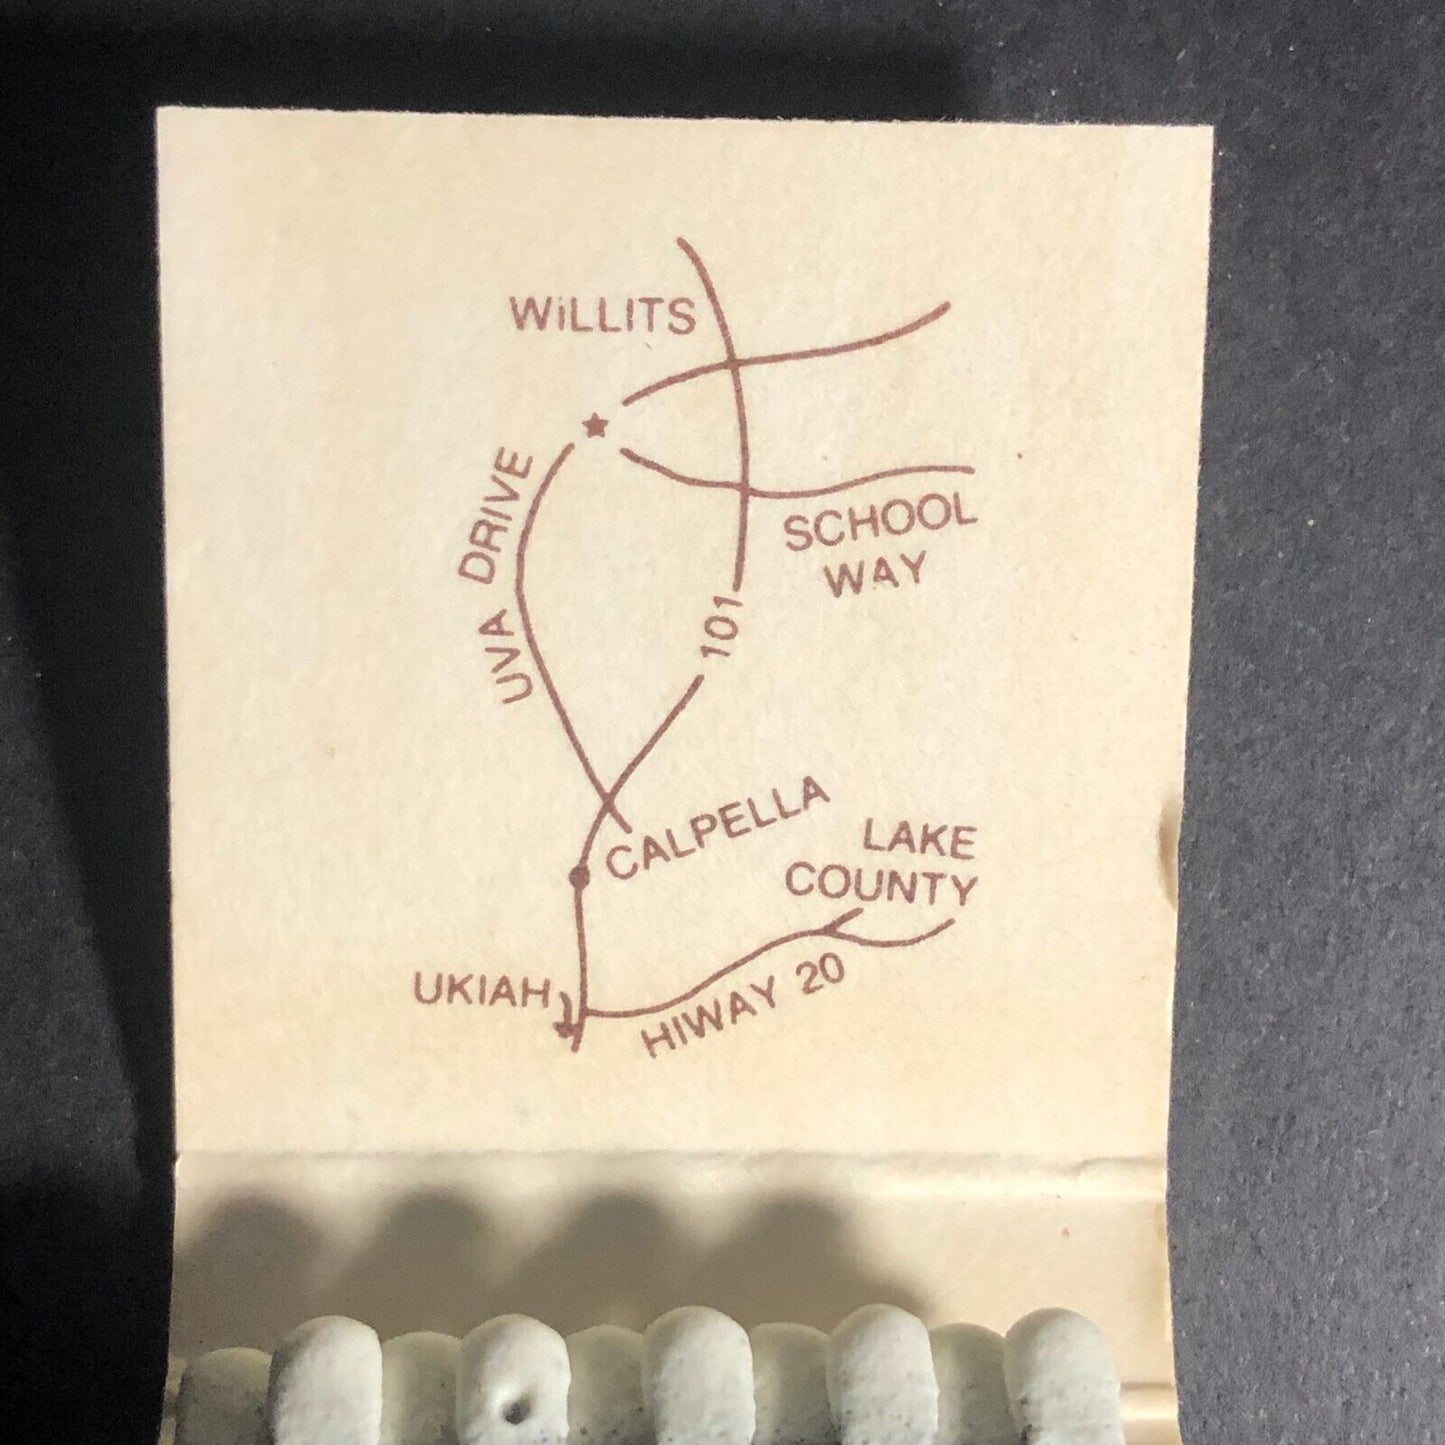 WiLLITS
UVA DRIVE
SCHOOL
WAY
101
CALPELLA
LAKE
COUNTY
UKIAH
HIWAY 20